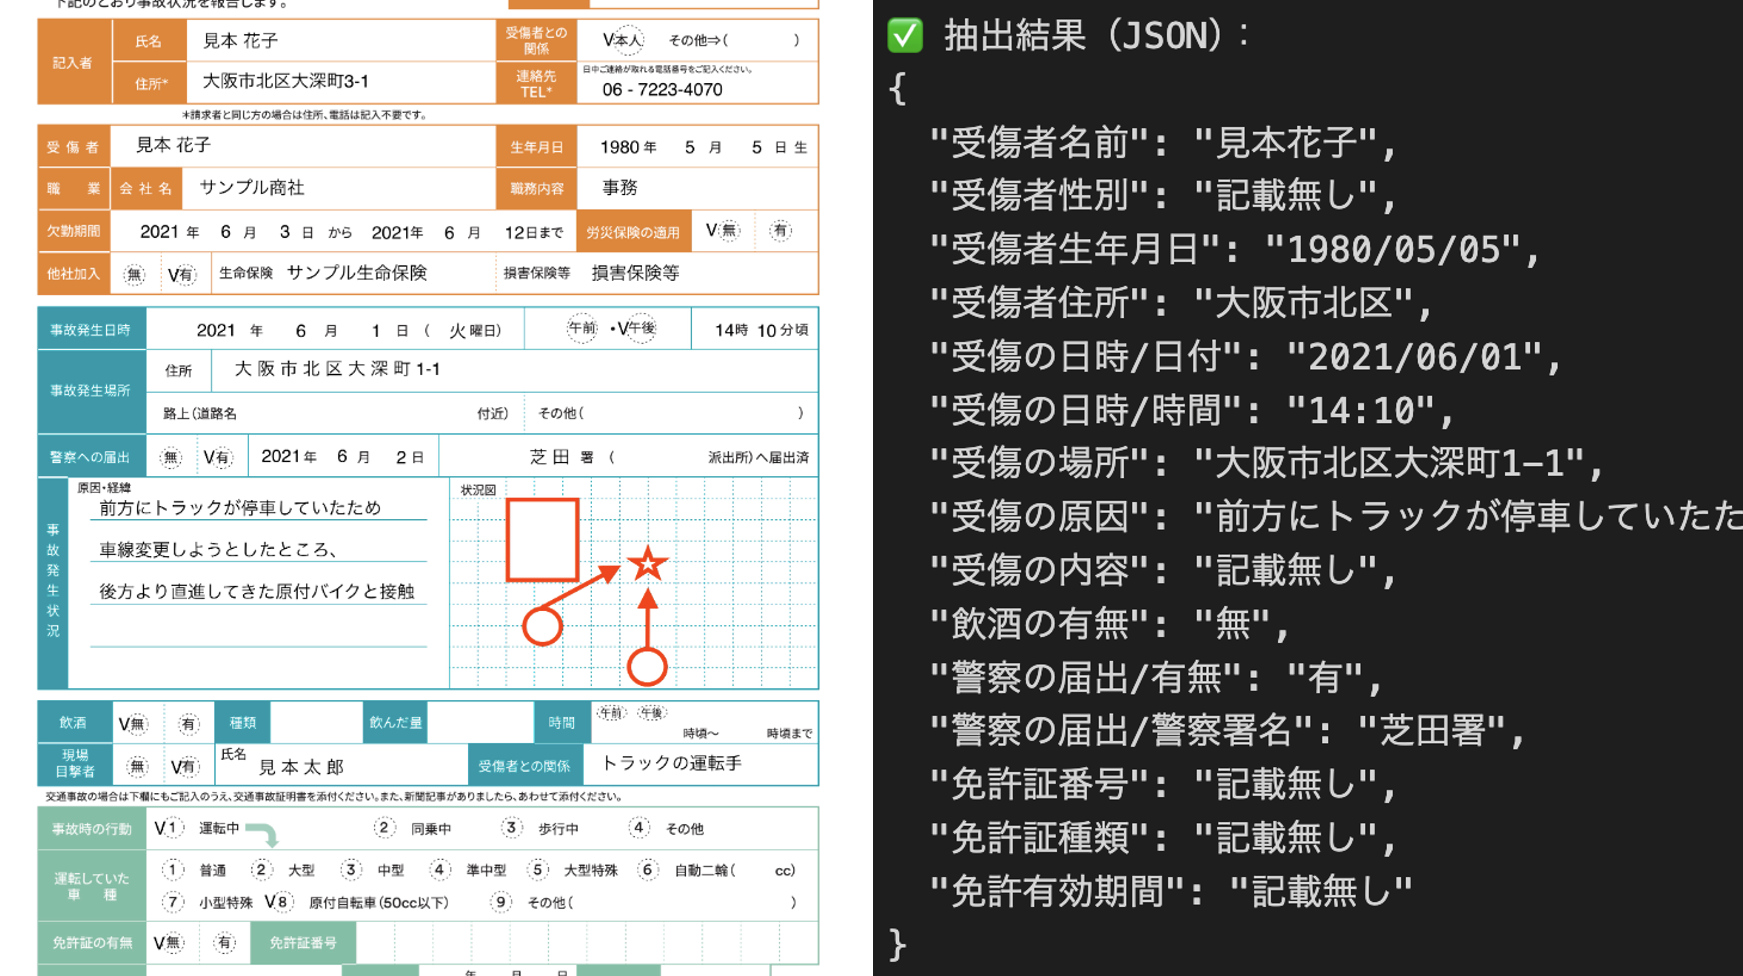 下記のとおり事故状況を報告します。
記入者 氏名 見本 花子 受傷者との関係 V本人 その他⇒( )
住所* 大阪市北区大深町3-1 連絡先TEL* 日中ご連絡が取れる電話番号をご記入ください。 06 - 7223-4070
*請求者と同じ方の場合は住所、電話は記入不要です。
受傷者 見本 花子 生年月日 1980 年 5 月 5 日 生
職業 会社名 サンプル商社 職務内容 事務
欠勤期間 2021 年 6 月 3 日 から 2021年 6 月 12日まで 労災保険の適用 V無 有
他社加入 無 V有 生命保険 サンプル生命保険 損害保険等 損害保険等
事故発生日時 2021 年 6 月 1 日 ( 火 曜日) 午前 ・V午後 14時 10 分頃
事故発生場所 住所 大阪市北区大深町1-1
路上(道路名 付近) その他( )
警察への届出 無 V有 2021年 6 月 2日 芝田 署 ( 派出所)へ届出済
事故発生状況 原因・経緯 状況図
前方にトラックが停車していたため
車線変更しようとしたところ、
後方より直進してきた原付バイクと接触
飲酒 V無 有 種類 飲んだ量 時間 午前 午後 時頃〜 時頃まで
現場目撃者 無 V有 氏名 見本太郎 受傷者との関係 トラックの運転手
交通事故の場合は下欄にもご記入のうえ、交通事故証明書を添付ください。また、新聞記事がありましたら、あわせて添付ください。
事故時の行動 V1 運転中 2 同乗中 3 歩行中 4 その他
運転していた車種 1 普通 2 大型 3 中型 4 準中型 5 大型特殊 6 自動二輪( cc)
7 小型特殊 V8 原付自転車(50cc以下) 9 その他( )
免許証の有無 V無 有 免許証番号
年 月 日
✅ 抽出結果（JSON）：
{
"受傷者名前": "見本花子",
"受傷者性別": "記載無し",
"受傷者生年月日": "1980/05/05",
"受傷者住所": "大阪市北区",
"受傷の日時/日付": "2021/06/01",
"受傷の日時/時間": "14:10",
"受傷の場所": "大阪市北区大深町1−1",
"受傷の原因": "前方にトラックが停車していたた
"受傷の内容": "記載無し",
"飲酒の有無": "無",
"警察の届出/有無": "有",
"警察の届出/警察署名": "芝田署",
"免許証番号": "記載無し",
"免許証種類": "記載無し",
"免許有効期間": "記載無し"
}